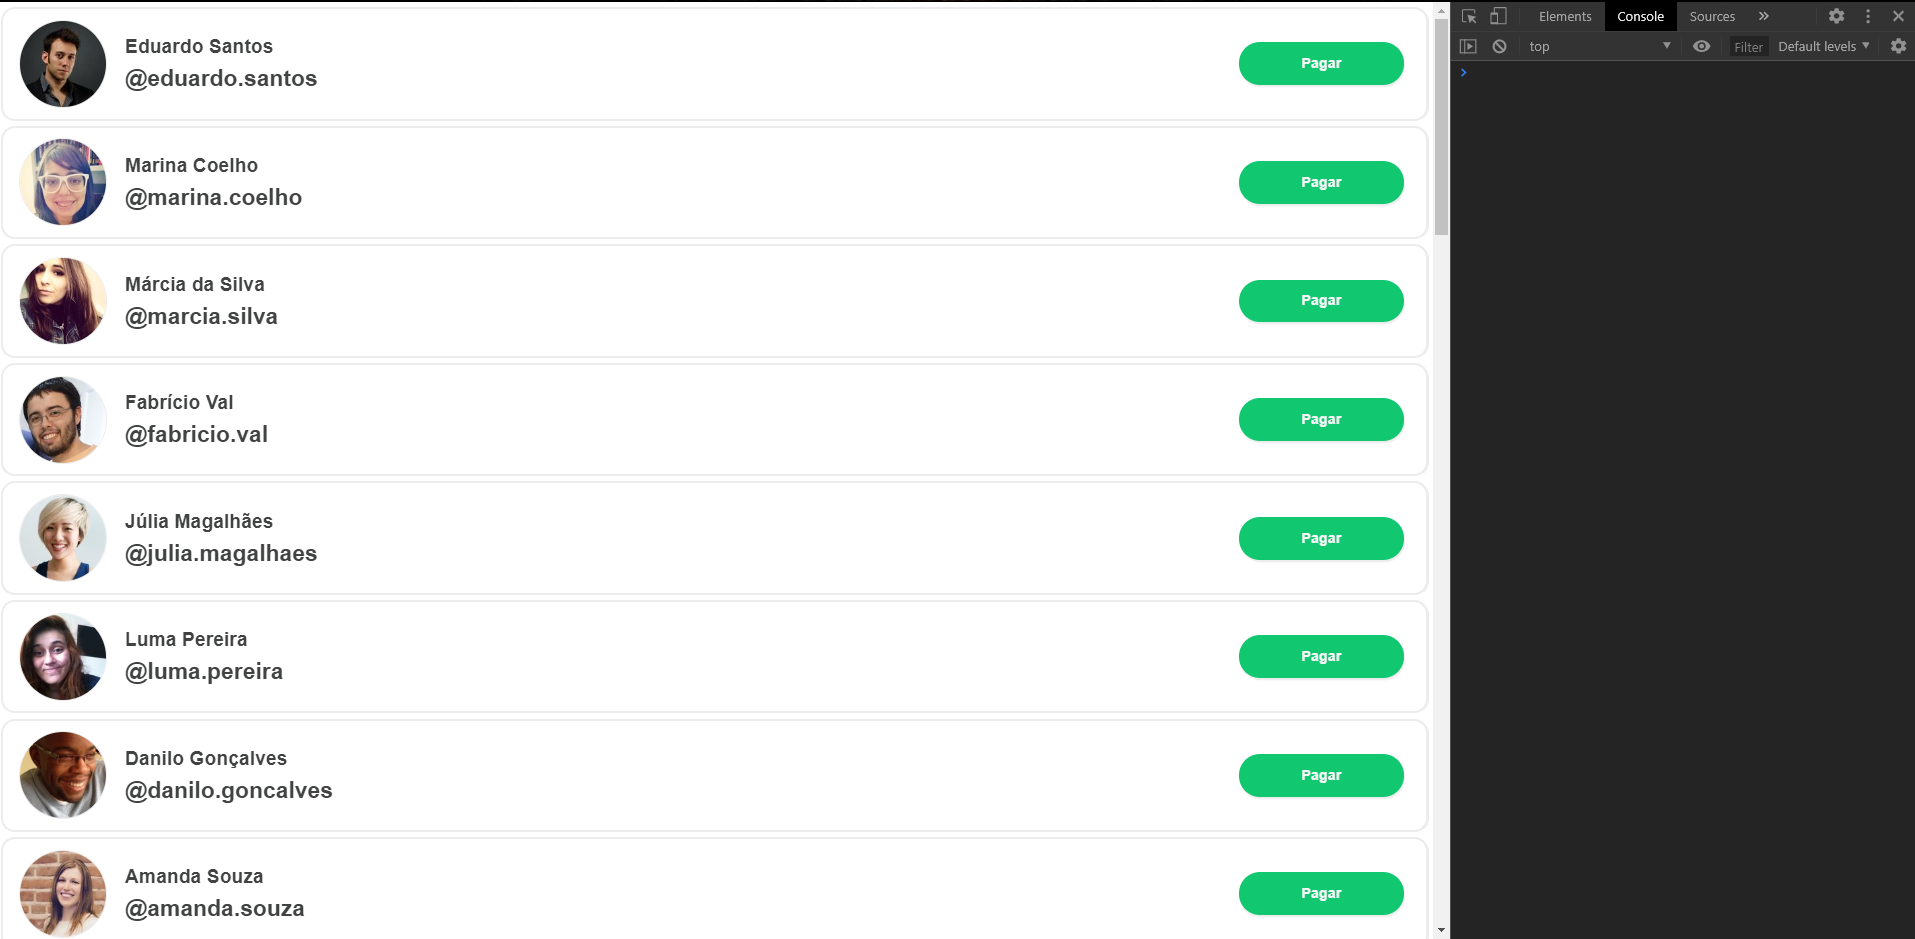 Eduardo Santos
@eduardo.santos
Pagar
Marina Coelho
@marina.coelho
Pagar
Márcia da Silva
@marcia.silva
Pagar
Fabrício Val
@fabricio.val
Pagar
Júlia Magalhães
@julia.magalhaes
Pagar
Luma Pereira
@luma.pereira
Pagar
Danilo Gonçalves
@danilo.goncalves
Pagar
Amanda Souza
@amanda.souza
Pagar
Elements Console Sources
top Filter Default levels